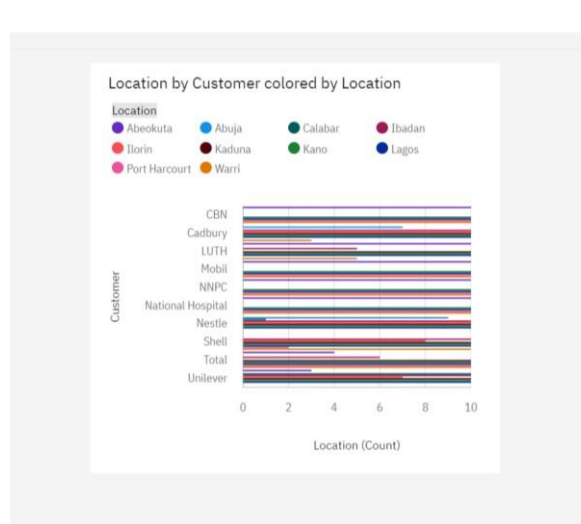 Location by Customer colored by Location
Location
Abeokuta Abuja Calabar Ibadan
Ilorin Kaduna Kano Lagos
Port Harcourt Warri
Customer
CBN
Cadbury
LUTH
Mobil
NNPC
National Hospital
Nestle
Shell
Total
Unilever
0 2 4 6 8 10
Location (Count)